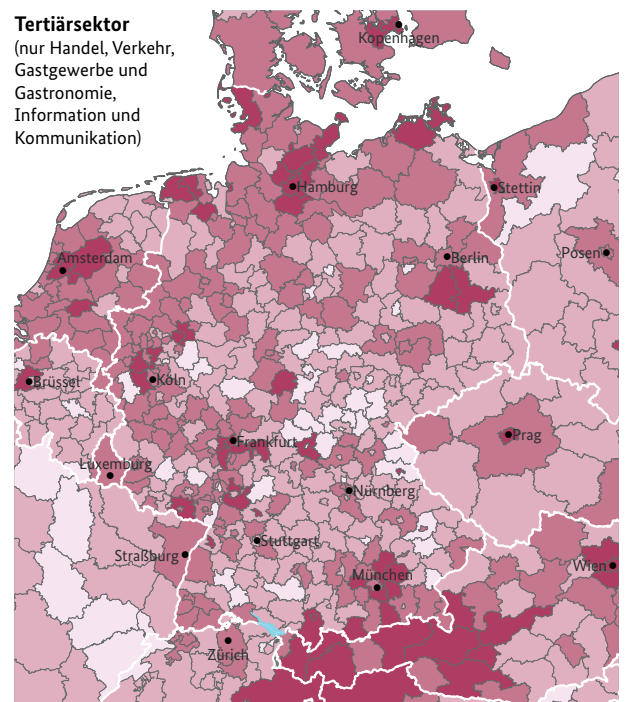 Tertiärsektor
(nur Handel, Verkehr,
Gastgewerbe und
Gastronomie,
Information und
Kommunikation)
Kopenhagen
Hamburg
Stettin
Amsterdam
Berlin
Posen
Brüssel
Köln
Frankfurt
Prag
Luxemburg
Nürnberg
Straßburg
Stuttgart
München
Wien
Zürich